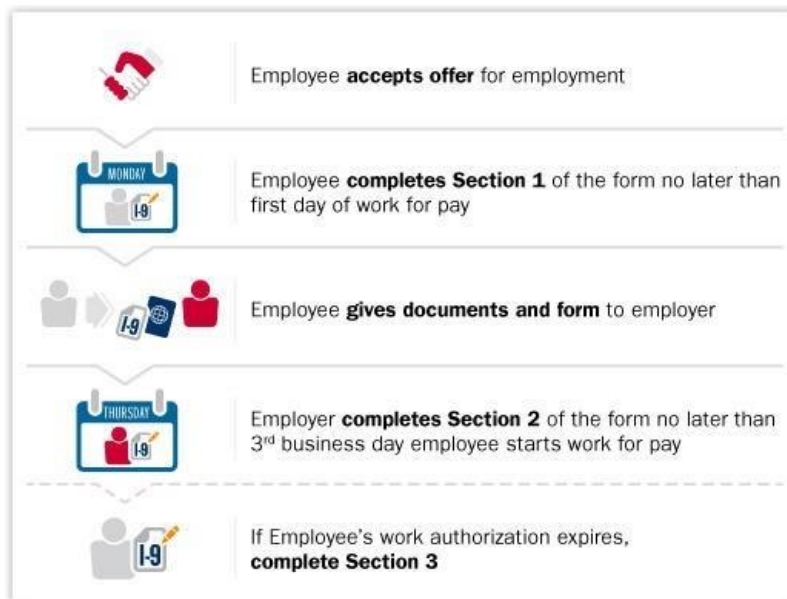 Employee accepts offer for employment
MONDAY
I-9
Employee completes Section 1 of the form no later than
first day of work for pay
I-9
Employee gives documents and form to employer
THURSDAY
I-9
Employer completes Section 2 of the form no later than
3rd business day employee starts work for pay
I-9
If Employee's work authorization expires,
complete Section 3